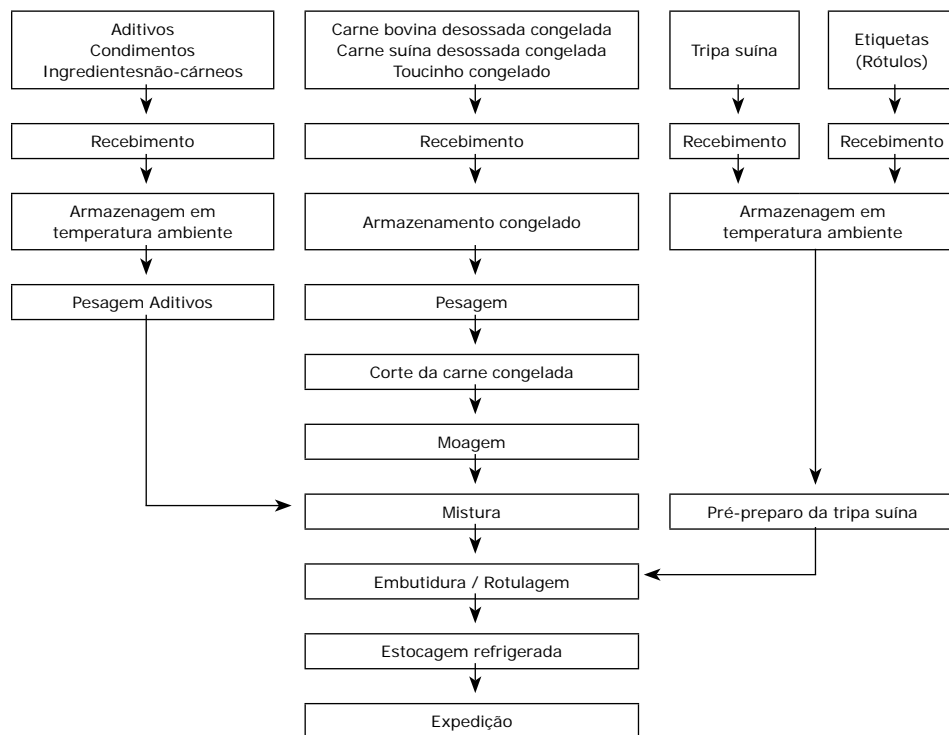 Aditivos
Condimentos
Ingredientesnão-cárneos
Carne bovina desossada congelada
Carne suína desossada congelada
Toucinho congelado
Tripa suína
Etiquetas
(Rótulos)
Recebimento
Recebimento
Recebimento
Recebimento
Armazenagem em
temperatura ambiente
Armazenamento congelado
Armazenagem em
temperatura ambiente
Pesagem Aditivos
Pesagem
Corte da carne congelada
Moagem
Mistura
Pré-preparo da tripa suína
Embutidura / Rotulagem
Estocagem refrigerada
Expedição